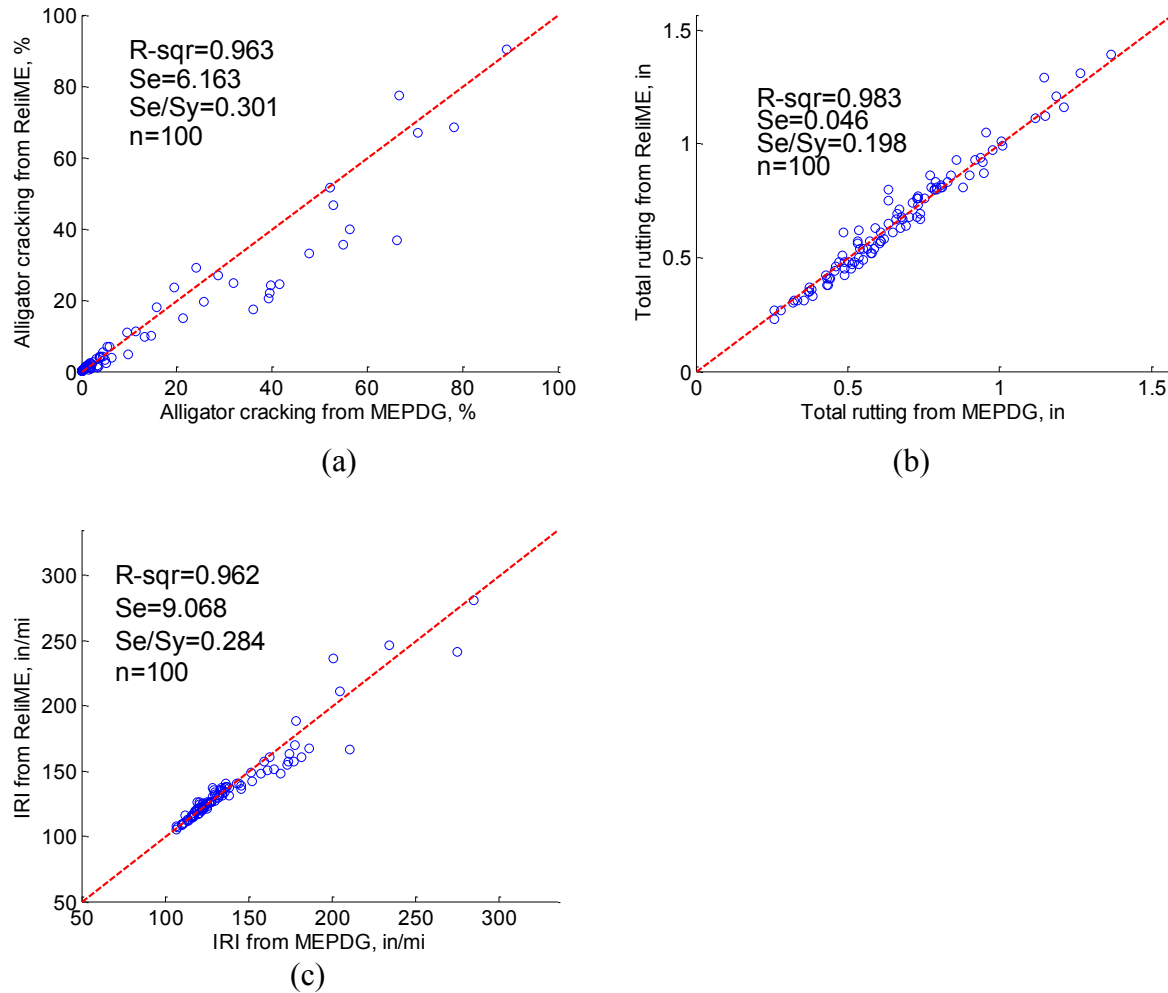 Alligator cracking from ReliME, %
100
80
60
40
20
0
R-sqr=0.963
Se=6.163
Se/Sy=0.301
n=100
0 20 40 60 80 100
Alligator cracking from MEPDG, %
(a)
Total rutting from ReliME, in
1.5
1
0.5
0
R-sqr=0.983
Se=0.046
Se/Sy=0.198
n=100
0 0.5 1 1.5
Total rutting from MEPDG, in
(b)
IRI from ReliME, in/mi
300
250
200
150
100
50
R-sqr=0.962
Se=9.068
Se/Sy=0.284
n=100
50 100 150 200 250 300
IRI from MEPDG, in/mi
(c)